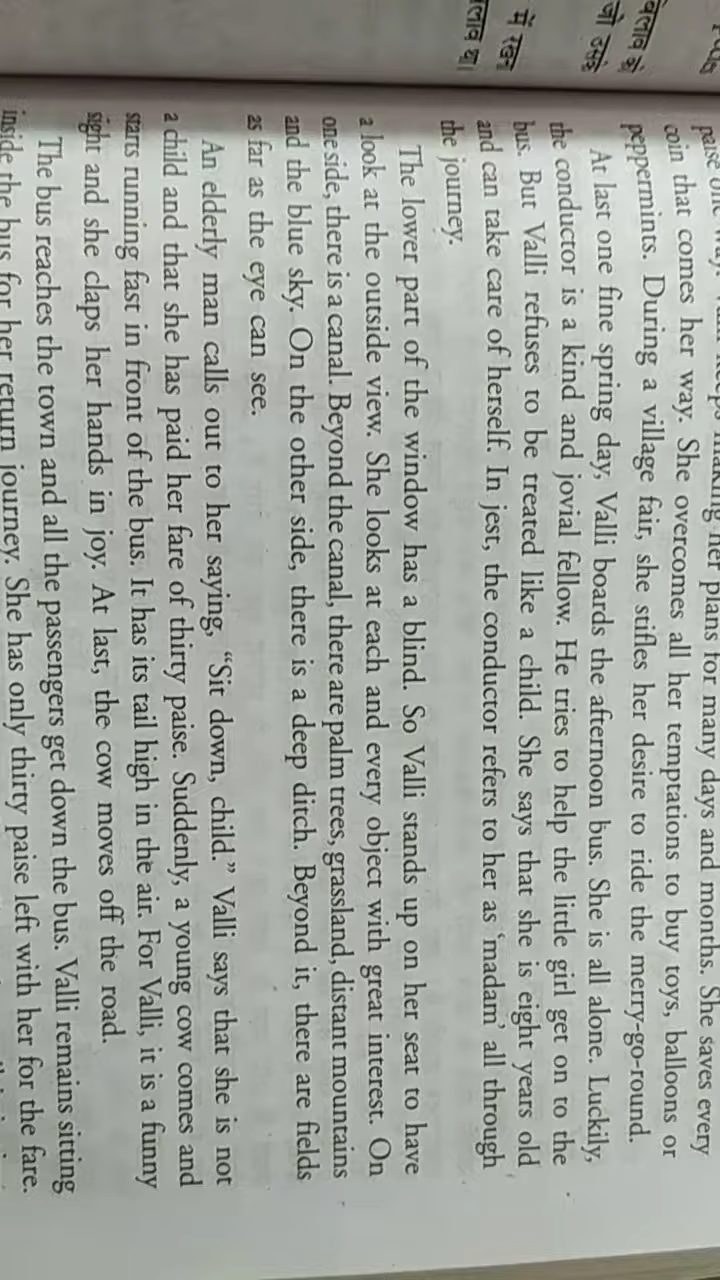 making her plans for many days and months. She saves every
coin that comes her way. She overcomes all her temptations to buy toys, balloons or
peppermints. During a village fair, she stifles her desire to ride the merry-go-round.
At last one fine spring day, Valli boards the afternoon bus. She is all alone. Luckily,
the conductor is a kind and jovial fellow. He tries to help the little girl get on to the
bus. But Valli refuses to be treated like a child. She says that she is eight years old
and can take care of herself. In jest, the conductor refers to her as ‘madam’ all through
the journey.
The lower part of the window has a blind. So Valli stands up on her seat to have
a look at the outside view. She looks at each and every object with great interest. On
one side, there is a canal. Beyond the canal, there are palm trees, grassland, distant mountains
and the blue sky. On the other side, there is a deep ditch. Beyond it, there are fields
as far as the eye can see.
An elderly man calls out to her saying, “Sit down, child.” Valli says that she is not
a child and that she has paid her fare of thirty paise. Suddenly, a young cow comes and
starts running fast in front of the bus. It has its tail high in the air. For Valli, it is a funny
sight and she claps her hands in joy. At last, the cow moves off the road.
The bus reaches the town and all the passengers get down the bus. Valli remains sitting
inside the bus for her return journey. She has only thirty paise left with her for the fare.